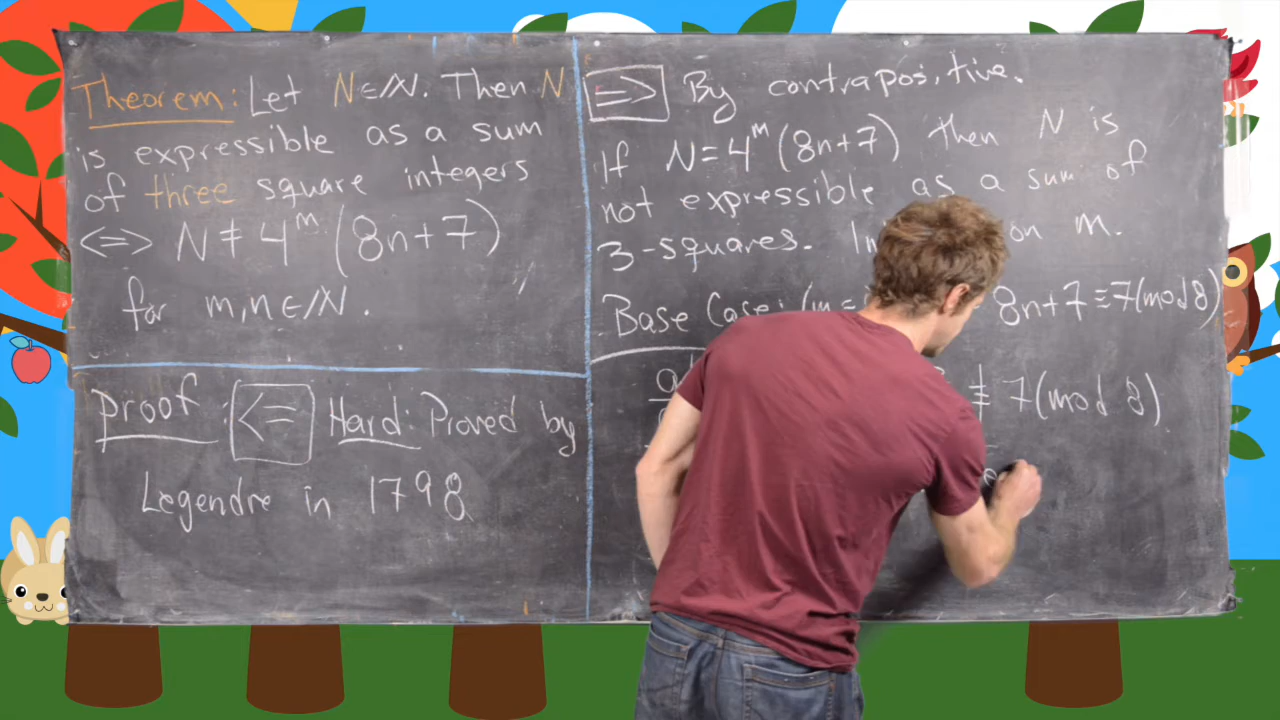 Theorem: Let N∈ℕ. Then N
is expressible as a sum
of three square integers
<=> N ≠ 4^m (8n+7)
for m,n ∈ ℕ.
Proof <= Hard: Proved by
Legendre in 1798
=> By contrapositive.
If N = 4^m (8n+7) then N is
not expressible as a sum of
3-squares. on m.
Base Case: (m = 8n+7 ≡ 7(mod 8)
≢ 7(mod 8).